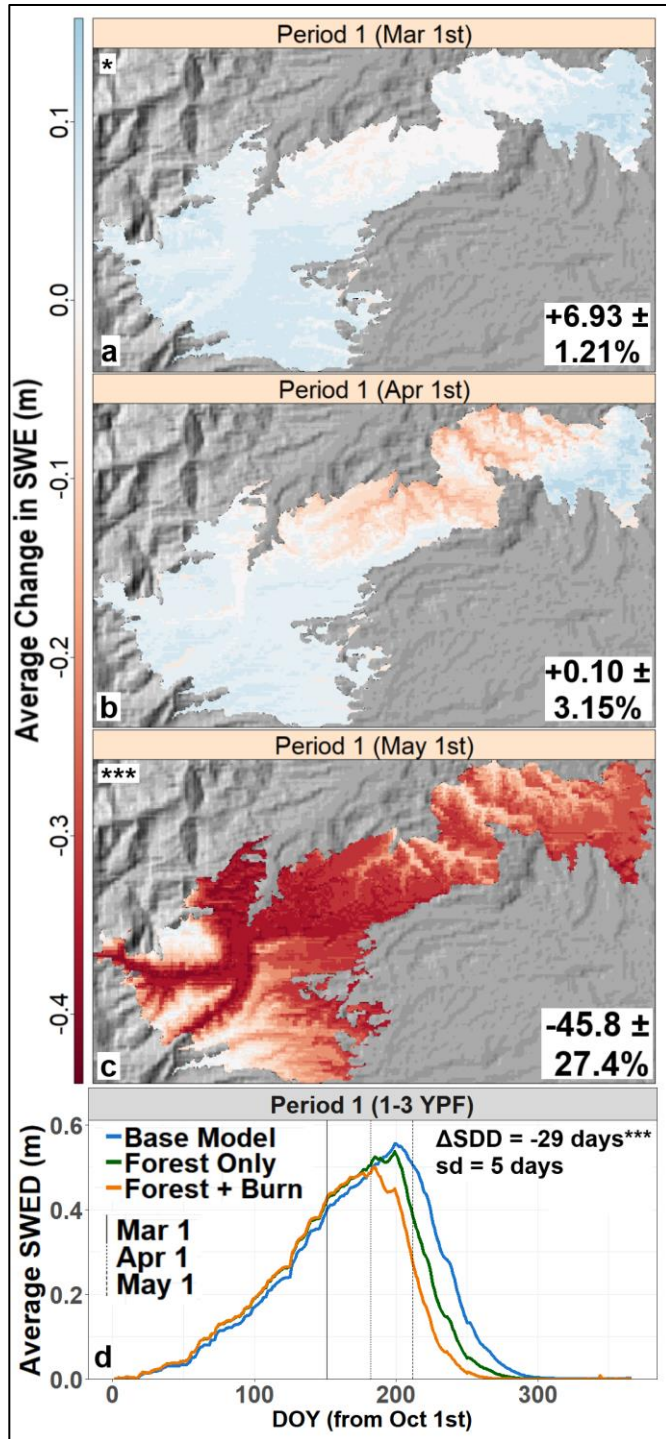 Average Change in SWE (m)
0.1
0.0
-0.1
-0.2
-0.3
-0.4
Period 1 (Mar 1st)
*
a
+6.93 ±
1.21%
Period 1 (Apr 1st)
b
+0.10 ±
3.15%
Period 1 (May 1st)
***
c
-45.8 ±
27.4%
Period 1 (1-3 YPF)
Average SWED (m)
0.6
0.4
0.2
0.0
Base Model
Forest Only
Forest + Burn
Mar 1
Apr 1
May 1
ΔSDD = -29 days***
sd = 5 days
d
0 100 200 300
DOY (from Oct 1st)